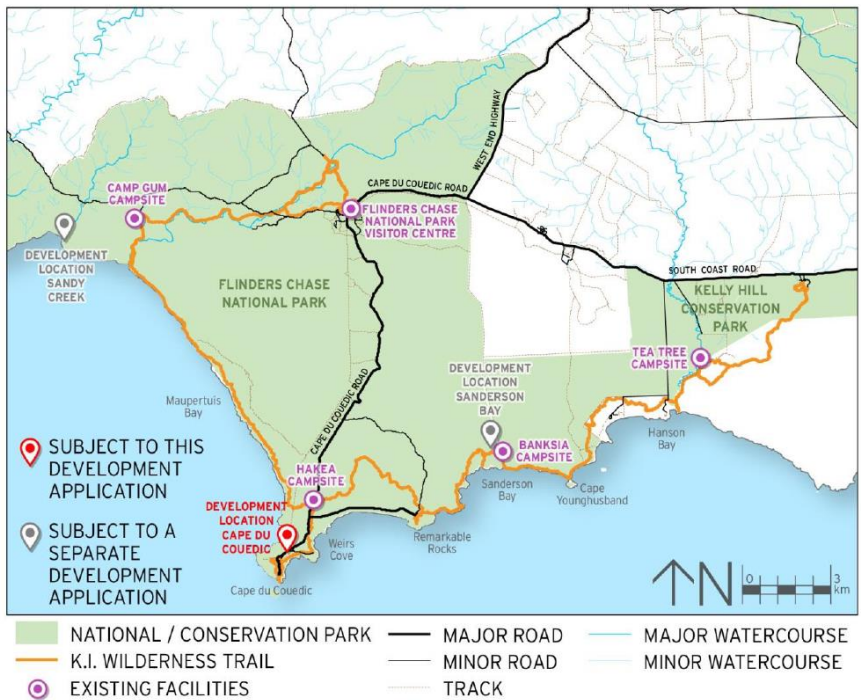 WEST END HIGHWAY
CAPE DU COUEDIC ROAD
CAMP GUM
CAMPSITE
FLINDERS CHASE
NATIONAL PARK
VISITOR CENTRE
DEVELOPMENT
LOCATION
SANDY
CREEK
FLINDERS CHASE
NATIONAL PARK
SOUTH COAST ROAD
KELLY HILL
CONSERVATION
PARK
TEA TREE
CAMPSITE
CAPE DU COUEDIC ROAD
DEVELOPMENT
LOCATION
SANDERSON
BAY
Maupertuis
Bay
BANKSIA
CAMPSITE
Hanson
Bay
Sanderson
Bay
Cape
Younghusband
HAKEA
CAMPSITE
DEVELOPMENT
LOCATION
CAPE DU
COUEDIC
Weirs
Cove
Remarkable
Rocks
Cape du Couedic
SUBJECT TO THIS
DEVELOPMENT
APPLICATION
SUBJECT TO A
SEPARATE
DEVELOPMENT
APPLICATION
N
0 3
km
NATIONAL / CONSERVATION PARK
MAJOR ROAD
MAJOR WATERCOURSE
K.I. WILDERNESS TRAIL
MINOR ROAD
MINOR WATERCOURSE
EXISTING FACILITIES
TRACK